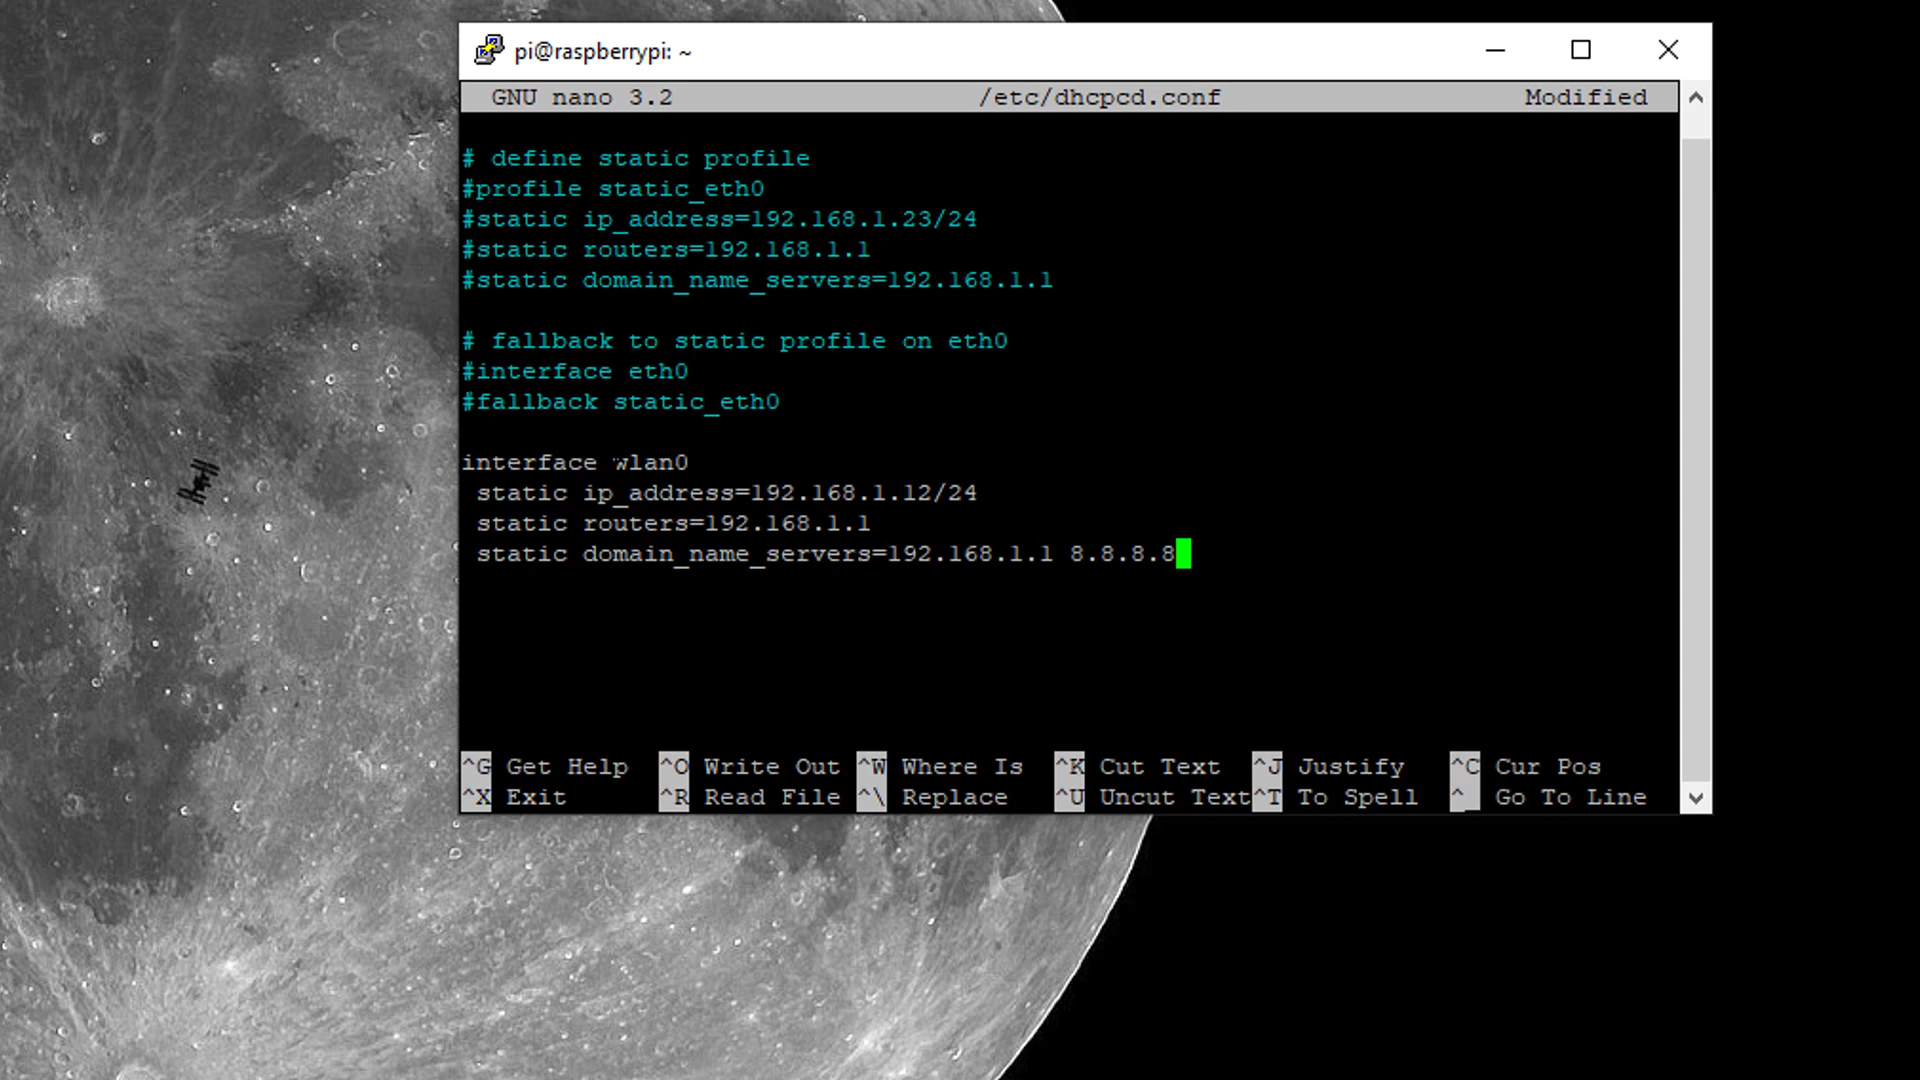 pi@raspberrypi: ~
GNU nano 3.2 /etc/dhcpcd.conf Modified
# define static profile
#profile static_eth0
#static ip_address=192.168.1.23/24
#static routers=192.168.1.1
#static domain_name_servers=192.168.1.1
# fallback to static profile on eth0
#interface eth0
#fallback static_eth0
interface wlan0
static ip_address=192.168.1.12/24
static routers=192.168.1.1
static domain_name_servers=192.168.1.1 8.8.8.8
^G Get Help ^O Write Out ^W Where Is ^K Cut Text ^J Justify ^C Cur Pos
^X Exit ^R Read File ^\ Replace ^U Uncut Text ^T To Spell ^_ Go To Line